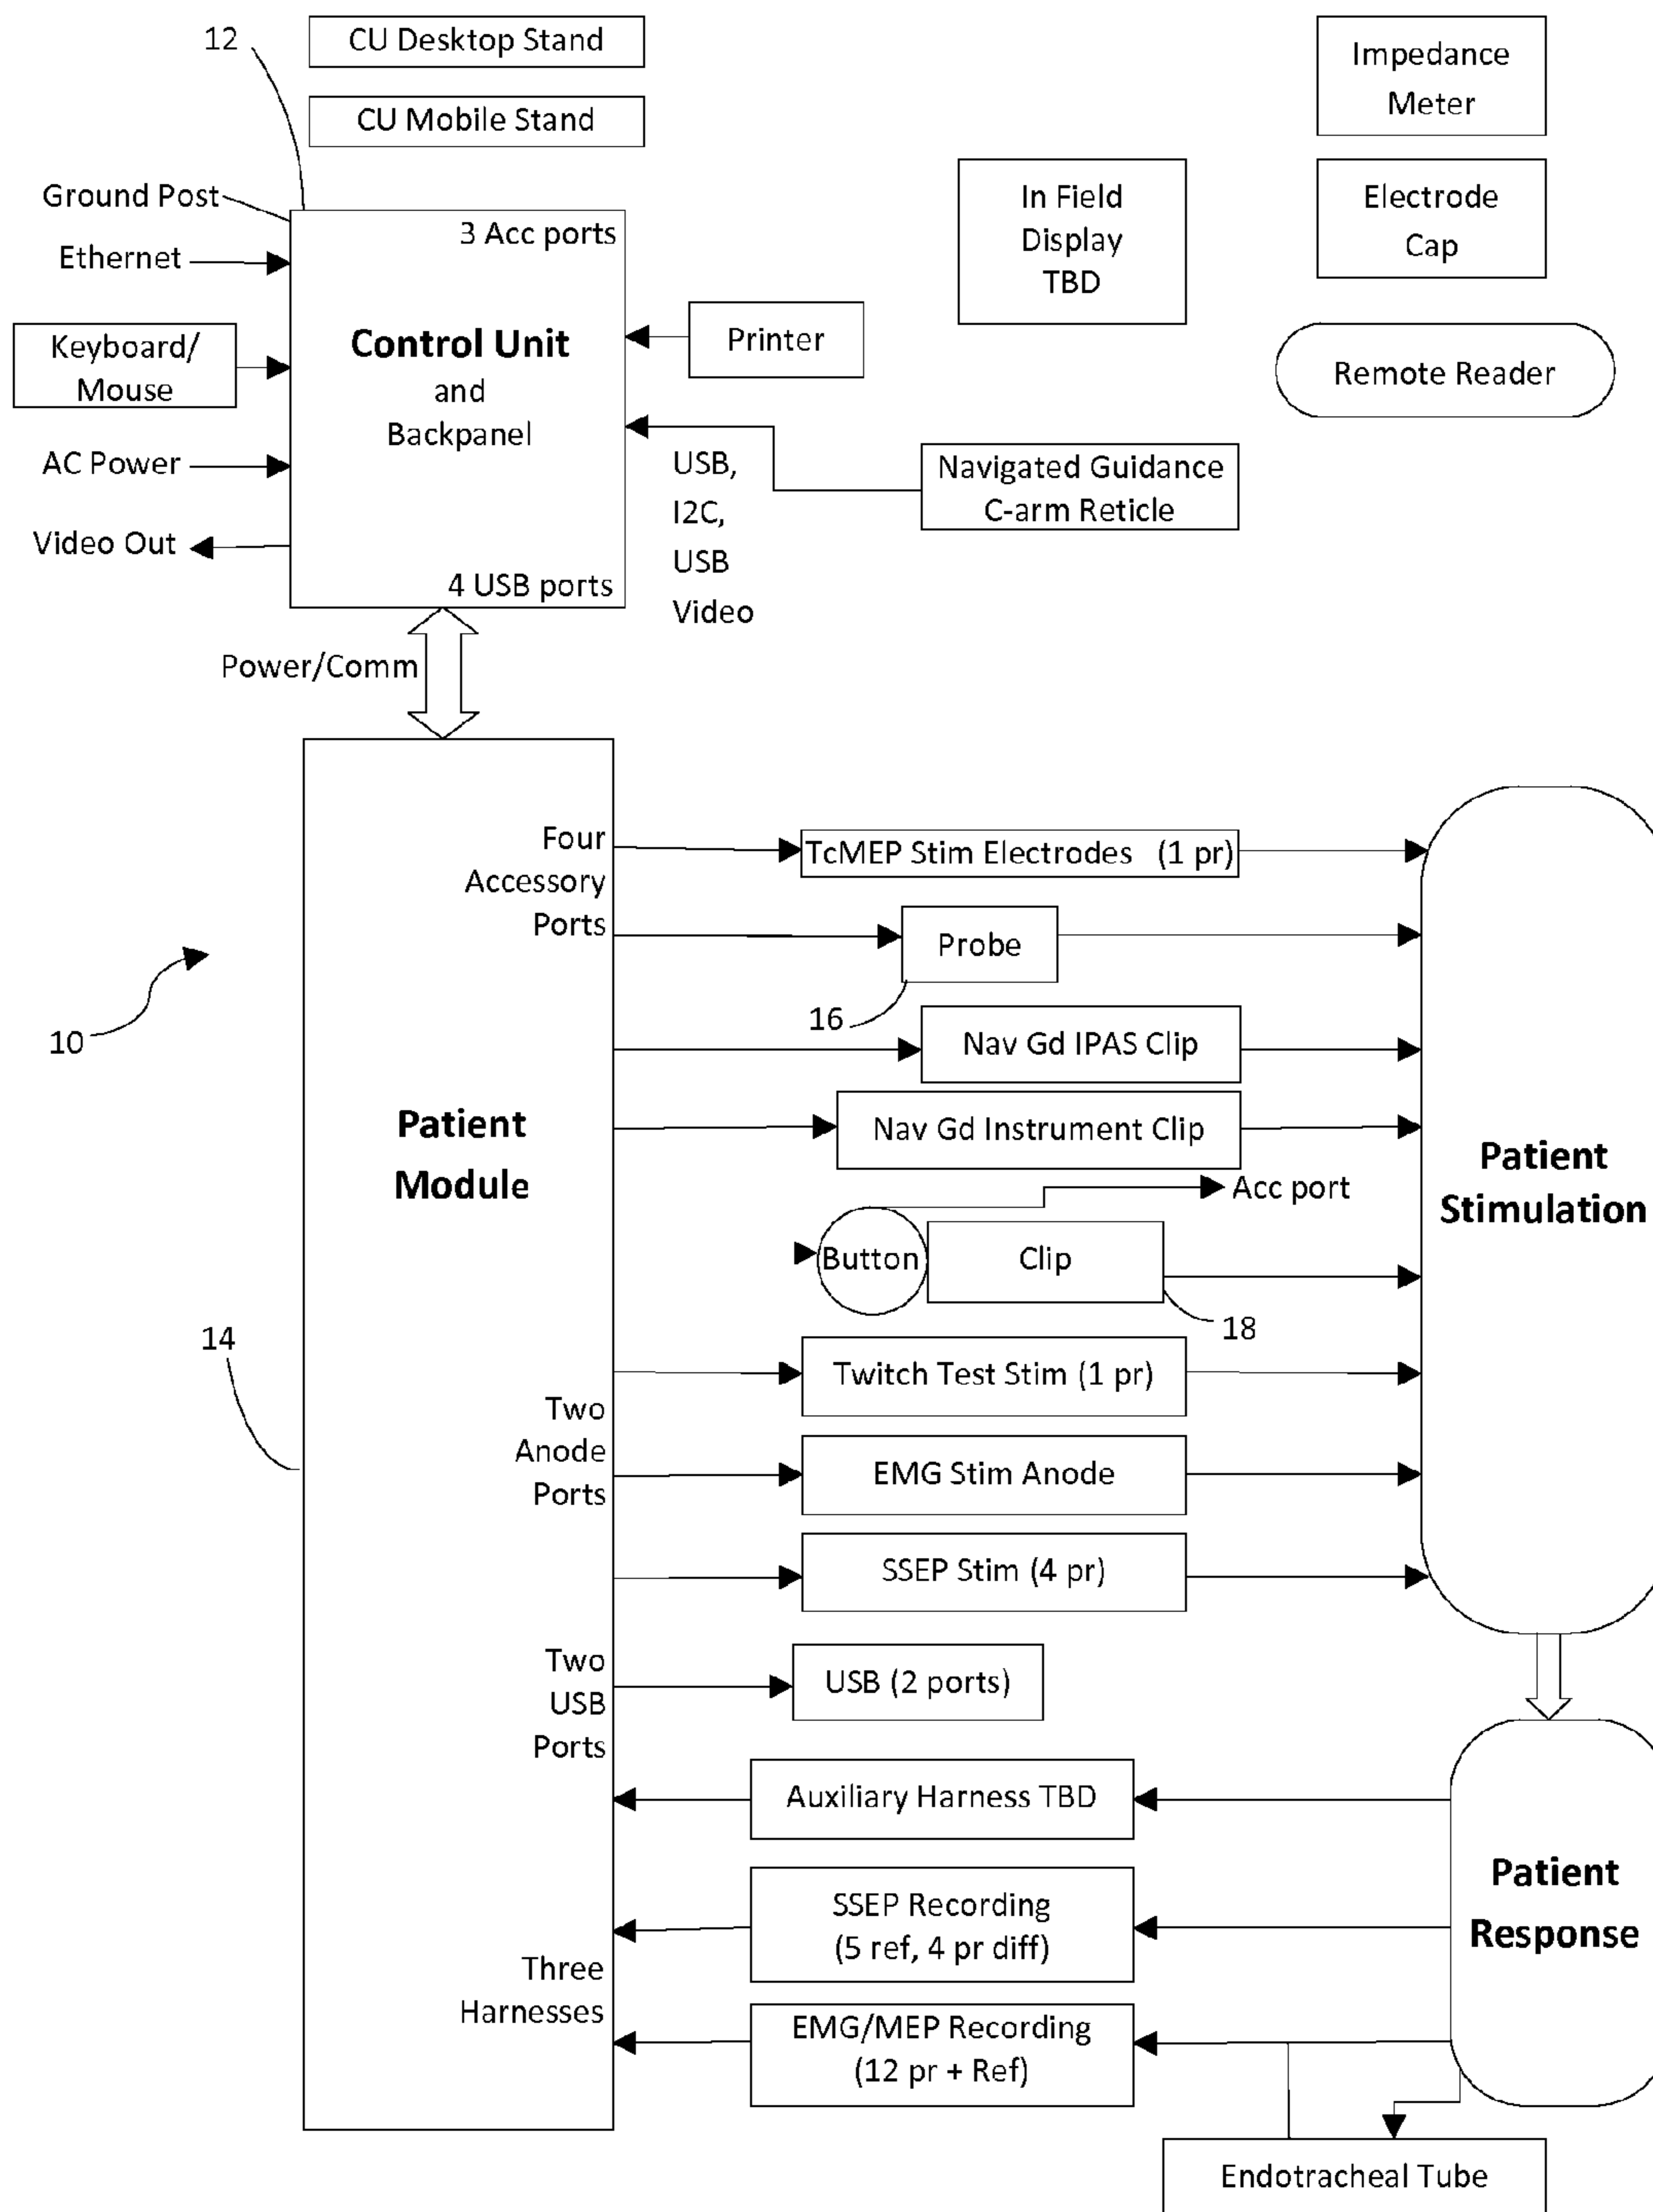 12
CU Desktop Stand
CU Mobile Stand
Impedance
Meter
Electrode
Cap
In Field
Display
TBD
Remote Reader
Ground Post
Ethernet
Keyboard/
Mouse
AC Power
Video Out
3 Acc ports
Control Unit
and
Backpanel
4 USB ports
Printer
USB,
I2C,
USB
Video
Navigated Guidance
C-arm Reticle
Power/Comm
10
14
Patient
Module
Four
Accessory
Ports
TcMEP Stim Electrodes (1 pr)
Probe
16
Nav Gd IPAS Clip
Nav Gd Instrument Clip
Acc port
Button
Clip
18
Patient
Stimulation
Two
Anode
Ports
Twitch Test Stim (1 pr)
EMG Stim Anode
SSEP Stim (4 pr)
Two
USB
Ports
USB (2 ports)
Auxiliary Harness TBD
Three
Harnesses
SSEP Recording
(5 ref, 4 pr diff)
EMG/MEP Recording
(12 pr + Ref)
Patient
Response
Endotracheal Tube